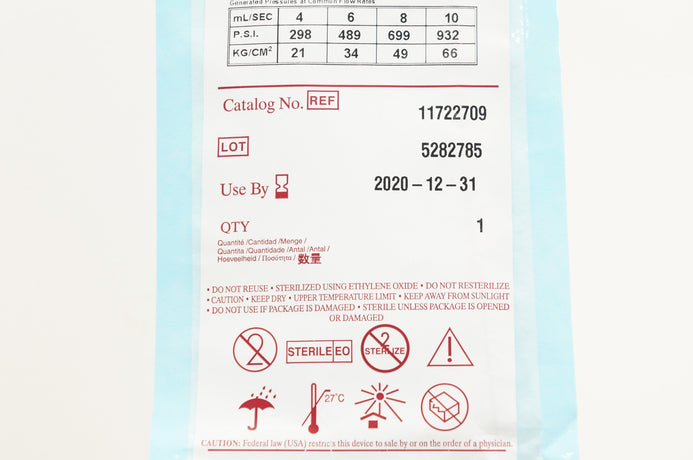 Generated Pressures at Common Flow Rates
mL/SEC 4 6 8 10
P.S.I. 298 489 699 932
KG/CM² 21 34 49 66
Catalog No. REF 11722709
LOT 5282785
Use By 2020-12-31
QTY 1
Quantité /Cantidad /Menge /
Quantita /Quantidade /Antal /Antal /
Hoeveelheid / Ποσότητα / 数量
• DO NOT REUSE • STERILIZED USING ETHYLENE OXIDE • DO NOT RESTERILIZE
• CAUTION • KEEP DRY • UPPER TEMPERATURE LIMIT • KEEP AWAY FROM SUNLIGHT
• DO NOT USE IF PACKAGE IS DAMAGED • STERILE UNLESS PACKAGE IS OPENED
OR DAMAGED
2 STERILE EO 2 STERILIZE !
27°C
CAUTION: Federal law (USA) restricts this device to sale by or on the order of a physician.